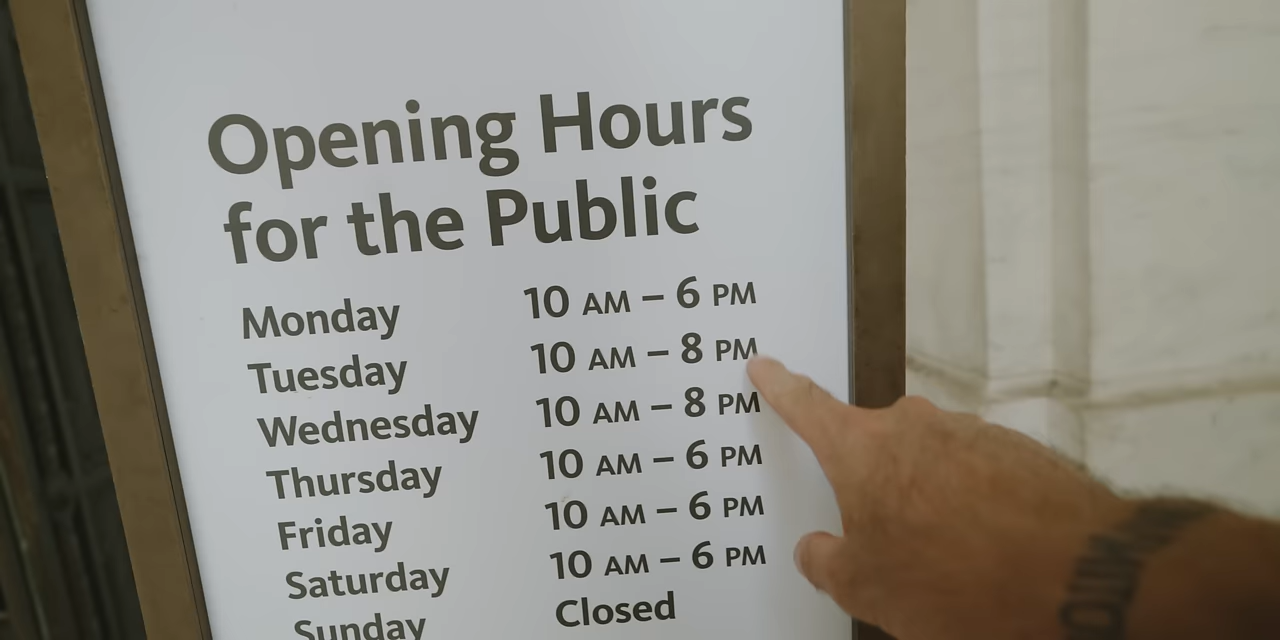 Opening Hours
for the Public
Monday 10 AM – 6 PM
Tuesday 10 AM – 8 PM
Wednesday 10 AM – 8 PM
Thursday 10 AM – 6 PM
Friday 10 AM – 6 PM
Saturday 10 AM – 6 PM
Sunday Closed